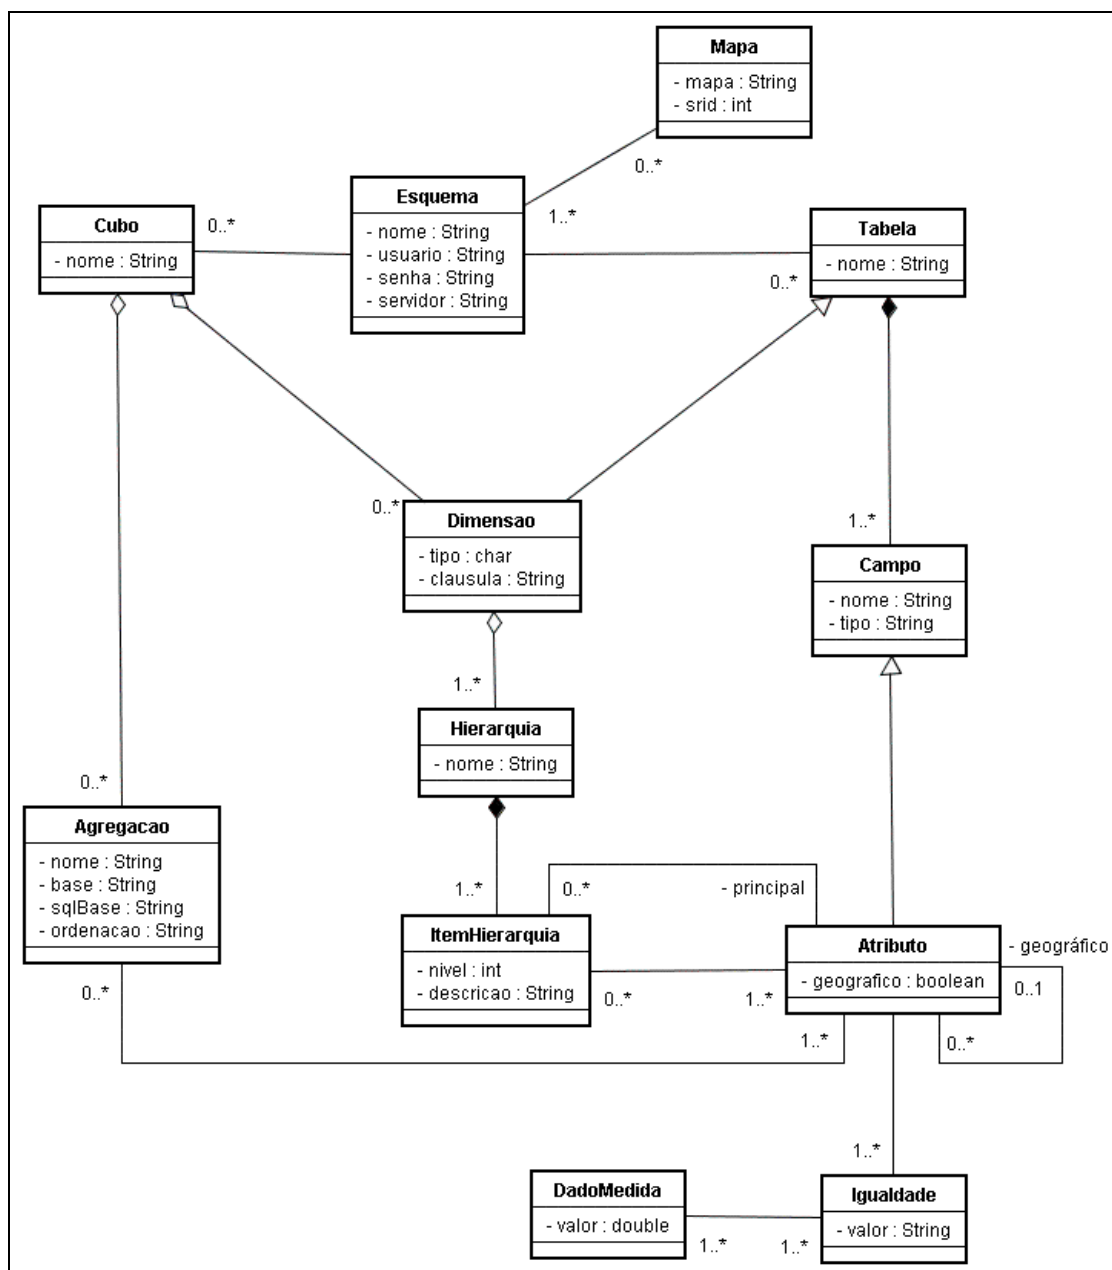 Mapa
- mapa : String
- srid : int
0..*
Esquema
- nome : String
- usuario : String
- senha : String
- servidor : String
1..*
Cubo
- nome : String
0..*
Tabela
- nome : String
0..*
0..*
Dimensao
- tipo : char
- clausula : String
1..*
Campo
- nome : String
- tipo : String
1..*
Hierarquia
- nome : String
0..*
Agregacao
- nome : String
- base : String
- sqlBase : String
- ordenacao : String
0..*
1..*
0..*
- principal
ItemHierarquia
- nivel : int
- descricao : String
0..*
1..*
Atributo
- geografico : boolean
- geográfico
0..1
0..*
1..*
1..*
DadoMedida
- valor : double
1..*
1..*
Igualdade
- valor : String